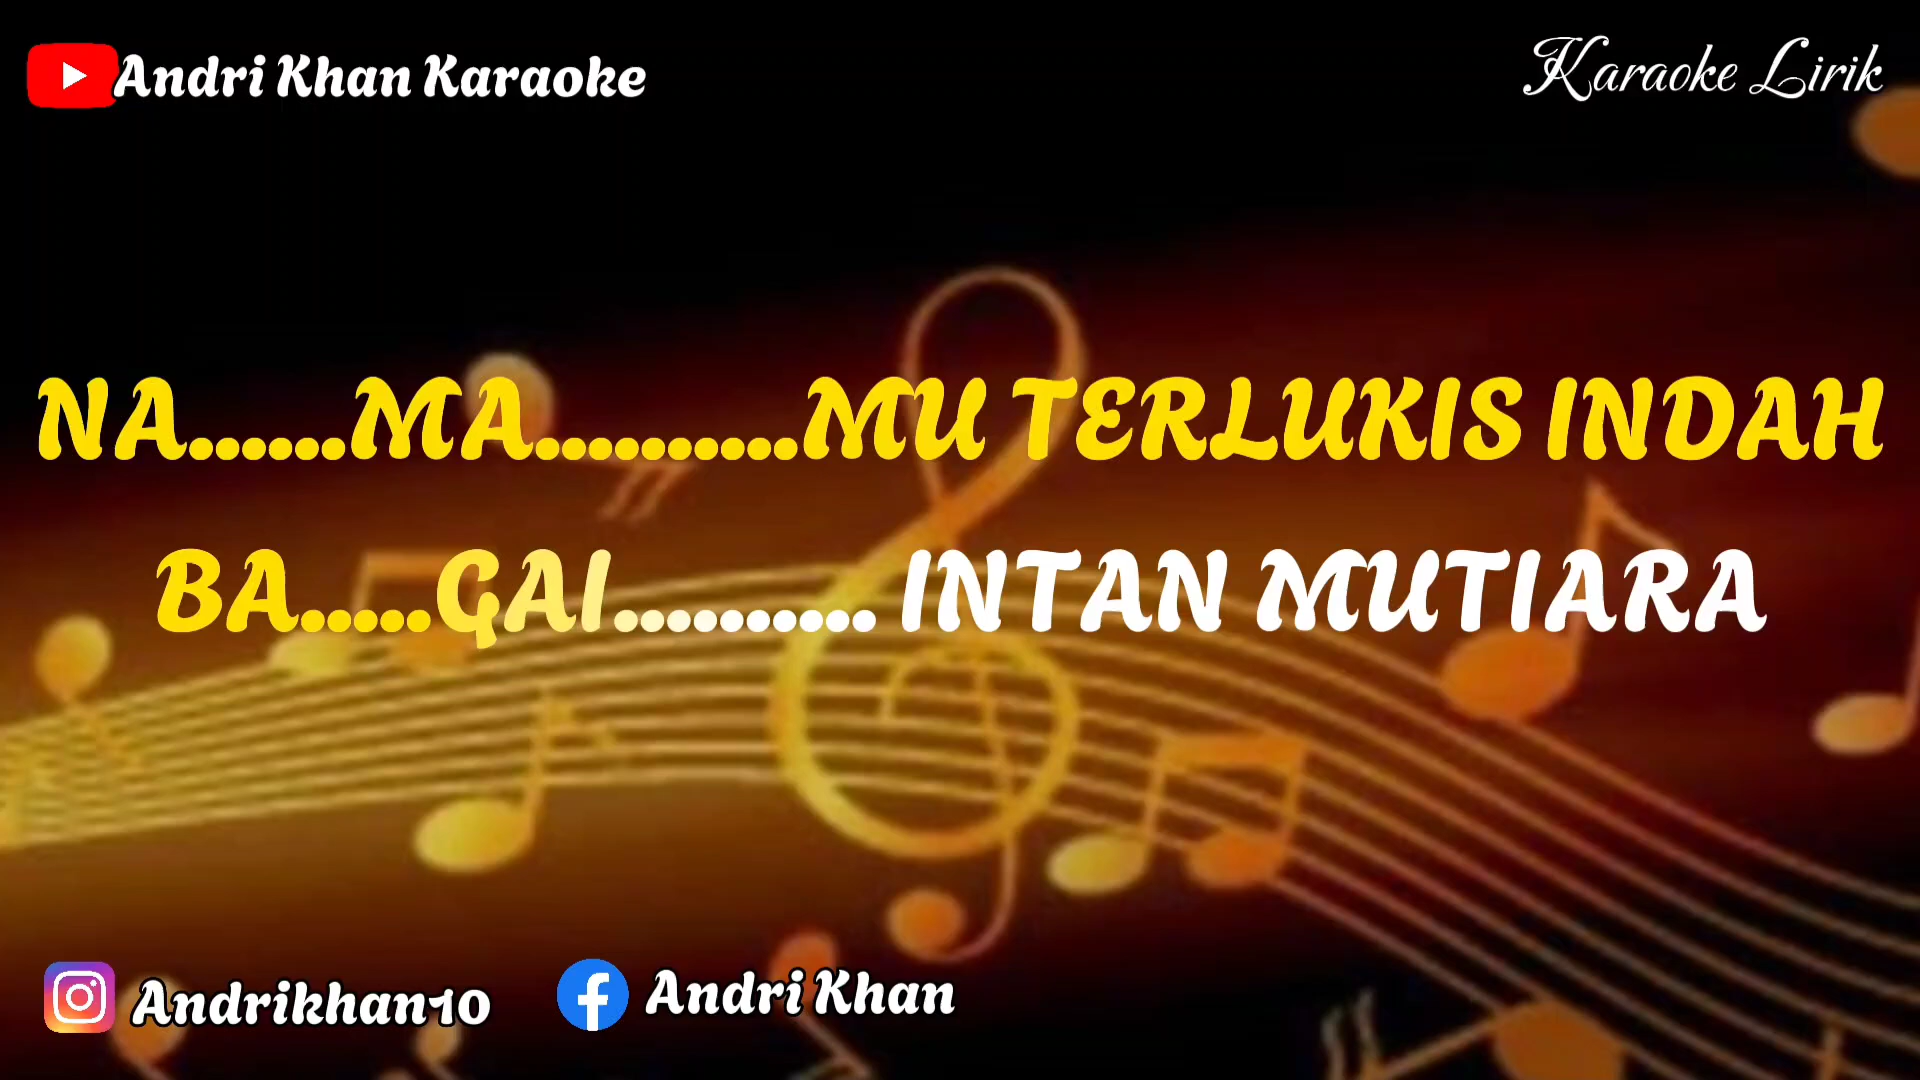 Andri Khan Karaoke
Karaoke Lirik
NA......MA..........MU TERLUKIS INDAH
BA.....GAI.......... INTAN MUTIARA
Andrikhan10
Andri Khan